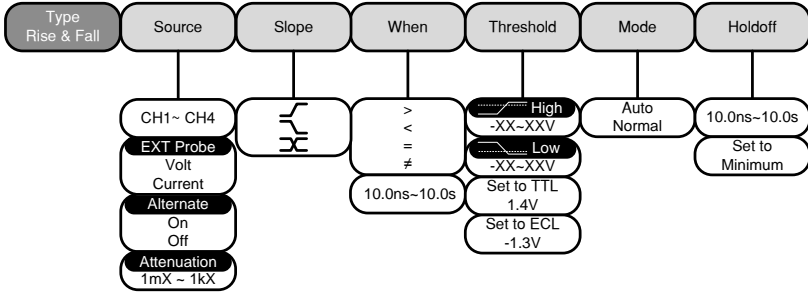 Type
Rise & Fall
Source
Slope
When
Threshold
Mode
Holdoff
CH1~ CH4
EXT Probe
Volt
Current
Alternate
On
Off
Attenuation
1mX ~ 1kX
>
<
=
≠
10.0ns~10.0s
High
-XX~XXV
Low
-XX~XXV
Set to TTL
1.4V
Set to ECL
-1.3V
Auto
Normal
10.0ns~10.0s
Set to
Minimum